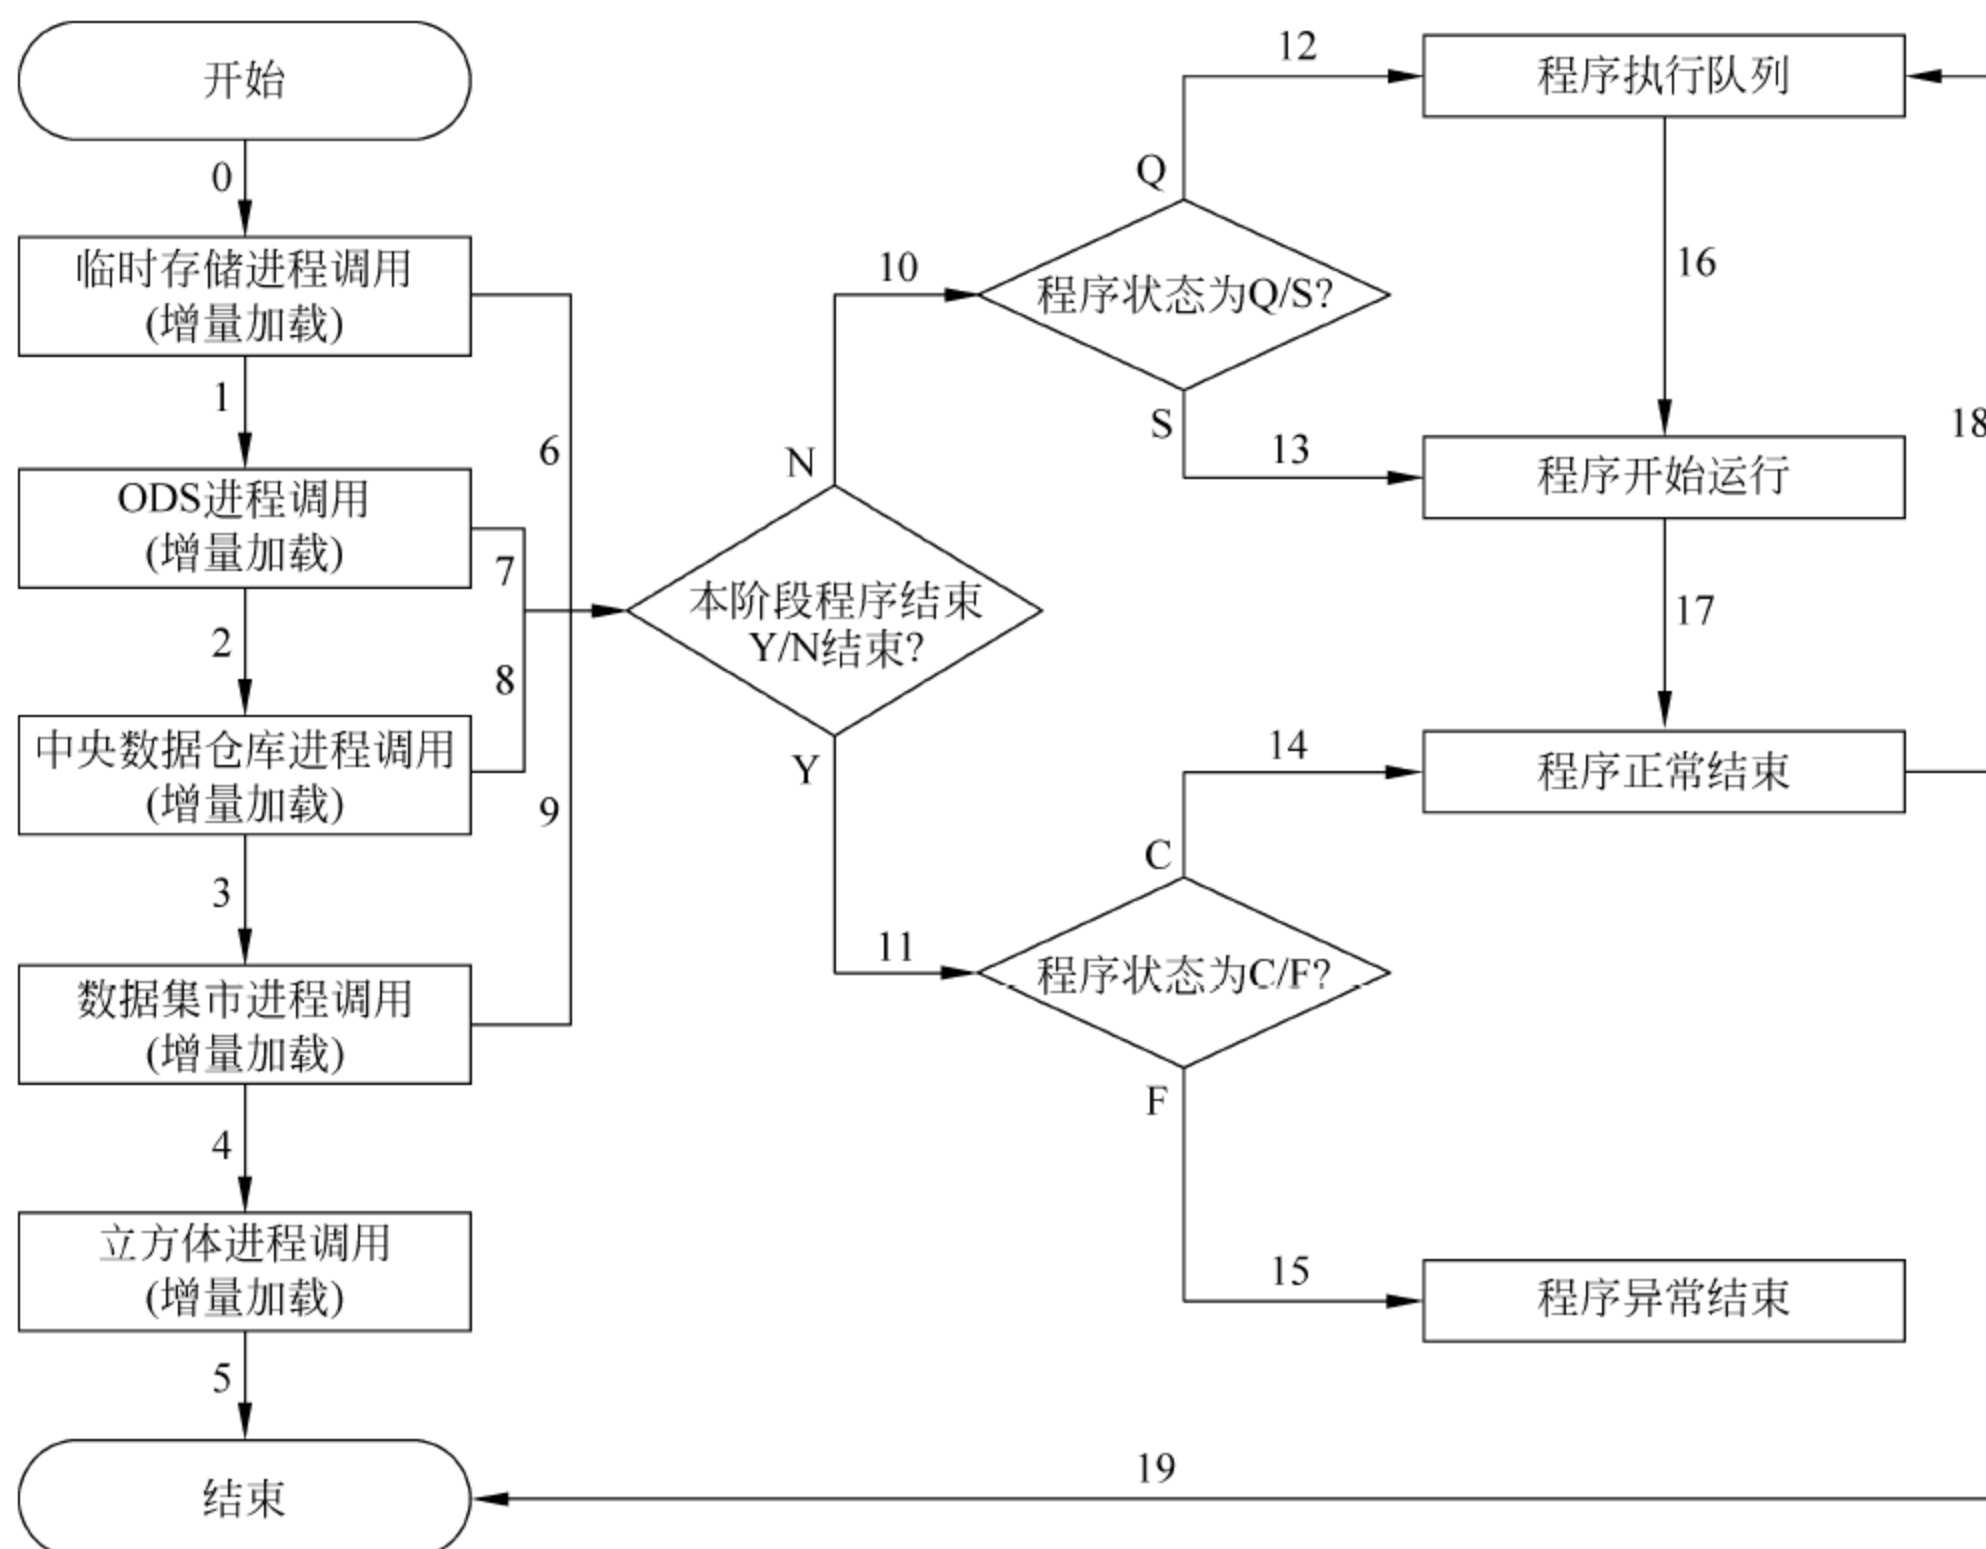 开始
0
临时存储进程调用
(增量加载)
1
ODS进程调用
(增量加载)
2
中央数据仓库进程调用
(增量加载)
3
数据集市进程调用
(增量加载)
4
立方体进程调用
(增量加载)
5
结束
6
7
8
9
本阶段程序结束
Y/N结束?
N
10
Y
11
程序状态为Q/S?
Q
12
S
13
程序状态为C/F?
C
14
F
15
程序执行队列
16
程序开始运行
17
程序正常结束
程序异常结束
18
19